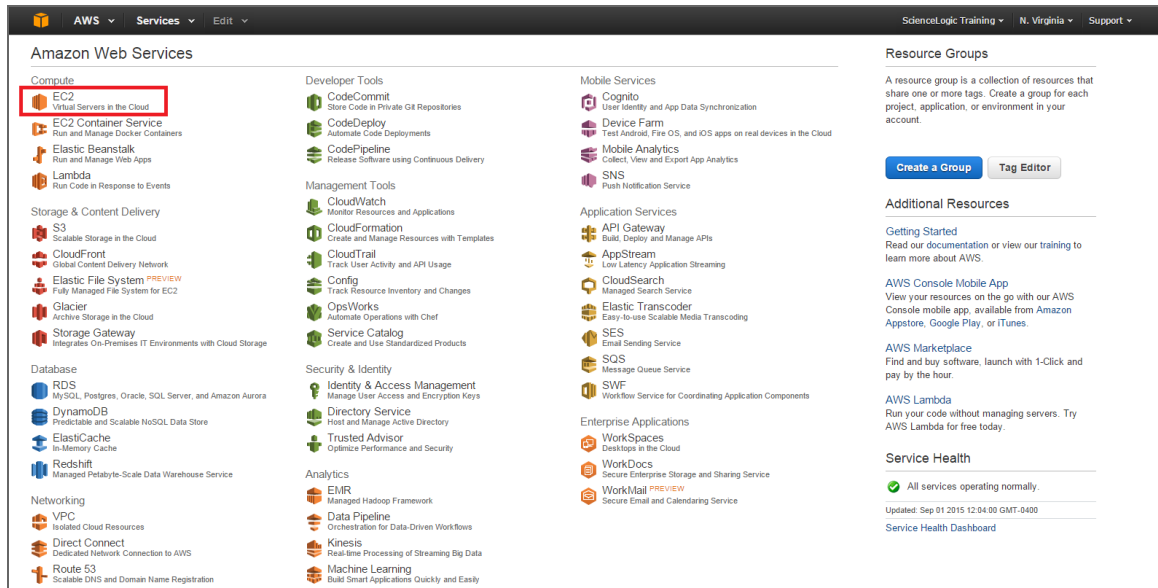 AWS Services Edit ScienceLogic Training N. Virginia Support
Amazon Web Services
Compute
EC2
Virtual Servers in the Cloud
EC2 Container Service
Run and Manage Docker Containers
Elastic Beanstalk
Run and Manage Web Apps
Lambda
Run Code in Response to Events
Storage & Content Delivery
S3
Scalable Storage in the Cloud
CloudFront
Global Content Delivery Network
Elastic File System PREVIEW
Fully Managed File System for EC2
Glacier
Archive Storage in the Cloud
Storage Gateway
Integrates On-Premises IT Environments with Cloud Storage
Database
RDS
MySQL, Postgres, Oracle, SQL Server, and Amazon Aurora
DynamoDB
Predictable and Scalable NoSQL Data Store
ElastiCache
In-Memory Cache
Redshift
Managed Petabyte-Scale Data Warehouse Service
Networking
VPC
Isolated Cloud Resources
Direct Connect
Dedicated Network Connection to AWS
Route 53
Scalable DNS and Domain Name Registration
Developer Tools
CodeCommit
Store Code in Private Git Repositories
CodeDeploy
Automate Code Deployments
CodePipeline
Release Software using Continuous Delivery
Management Tools
CloudWatch
Monitor Resources and Applications
CloudFormation
Create and Manage Resources with Templates
CloudTrail
Track User Activity and API Usage
Config
Track Resource Inventory and Changes
OpsWorks
Automate Operations with Chef
Service Catalog
Create and Use Standardized Products
Security & Identity
Identity & Access Management
Manage User Access and Encryption Keys
Directory Service
Host and Manage Active Directory
Trusted Advisor
Optimize Performance and Security
Analytics
EMR
Managed Hadoop Framework
Data Pipeline
Orchestration for Data-Driven Workflows
Kinesis
Real-time Processing of Streaming Big Data
Machine Learning
Build Smart Applications Quickly and Easily
Mobile Services
Cognito
User Identity and App Data Synchronization
Device Farm
Test Android, Fire OS, and iOS apps on real devices in the Cloud
Mobile Analytics
Collect, View and Export App Analytics
SNS
Push Notification Service
Application Services
API Gateway
Build, Deploy and Manage APIs
AppStream
Low Latency Application Streaming
CloudSearch
Managed Search Service
Elastic Transcoder
Easy-to-use Scalable Media Transcoding
SES
Email Sending Service
SQS
Message Queue Service
SWF
Workflow Service for Coordinating Application Components
Enterprise Applications
WorkSpaces
Desktops in the Cloud
WorkDocs
Secure Enterprise Storage and Sharing Service
WorkMail PREVIEW
Secure Email and Calendaring Service
Resource Groups
A resource group is a collection of resources that
share one or more tags. Create a group for each
project, application, or environment in your
account.
Create a Group Tag Editor
Additional Resources
Getting Started
Read our documentation or view our training to
learn more about AWS.
AWS Console Mobile App
View your resources on the go with our AWS
Console mobile app, available from Amazon
Appstore, Google Play, or iTunes.
AWS Marketplace
Find and buy software, launch with 1-Click and
pay by the hour.
AWS Lambda
Run your code without managing servers. Try
AWS Lambda for free today.
Service Health
All services operating normally.
Updated: Sep 01 2015 12:04:00 GMT-0400
Service Health Dashboard